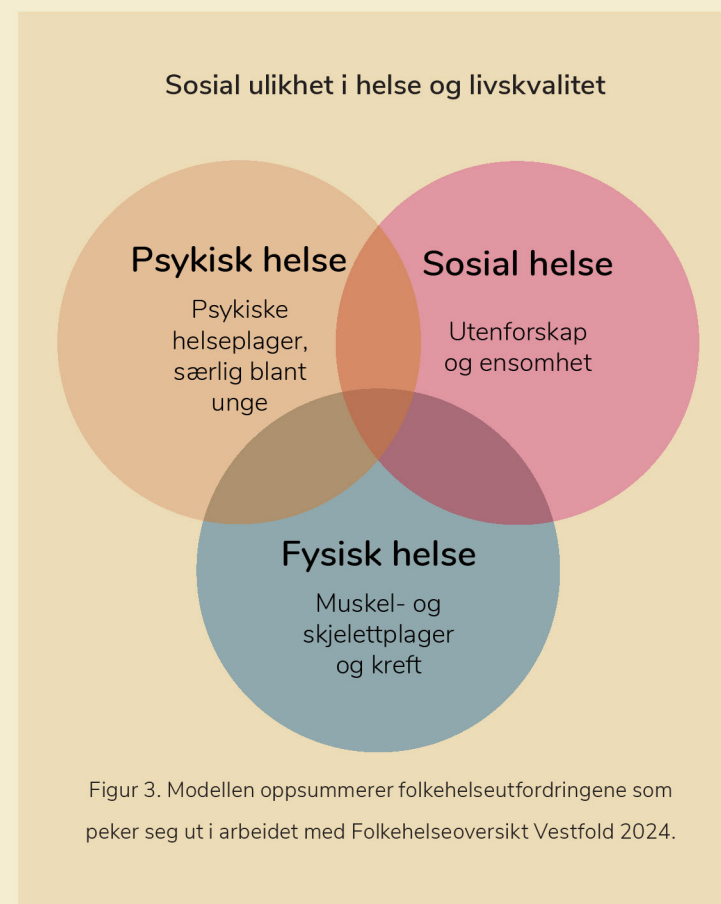 Sosial ulikhet i helse og livskvalitet
Psykisk helse
Psykiske
helseplager,
særlig blant
unge
Sosial helse
Utenforskap
og ensomhet
Fysisk helse
Muskel- og
skjelettplager
og kreft
Figur 3. Modellen oppsummerer folkehelseutfordringene som
peker seg ut i arbeidet med Folkehelseoversikt Vestfold 2024.